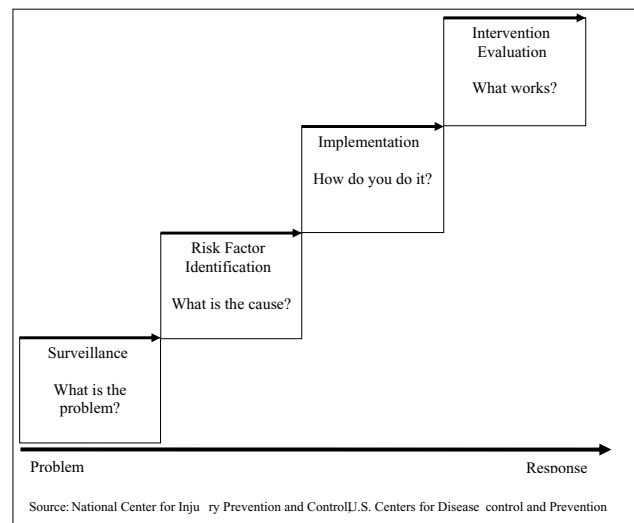 Intervention
Evaluation
What works?
Implementation
How do you do it?
Risk Factor
Identification
What is the cause?
Surveillance
What is the
problem?
Problem
Response
Source: National Center for Inju ry Prevention and Control, U.S. Centers for Disease control and Prevention